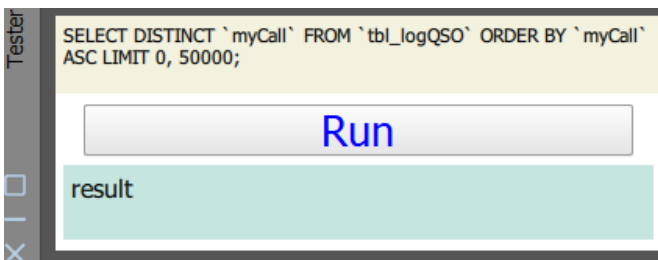 Tester
SELECT DISTINCT `myCall` FROM `tbl_logQSO` ORDER BY `myCall`
ASC LIMIT 0, 50000;
Run
result